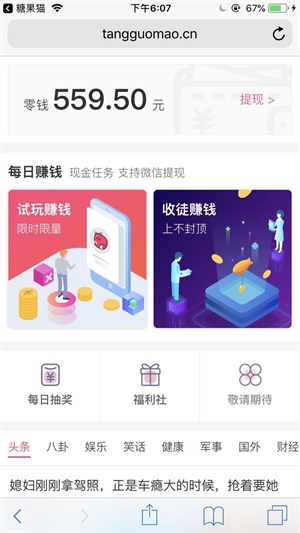 糖果猫 下午6:07 67%
tangguomao.cn
零钱 559.50 元 提现 >
每日赚钱 现金任务 支持微信提现
试玩赚钱 收徒赚钱
限时限量 上不封顶
每日抽奖 福利社 敬请期待
头条 八卦 娱乐 笑话 健康 军事 国外 财经
媳妇刚刚拿驾照，正是车瘾大的时候，抢着要她